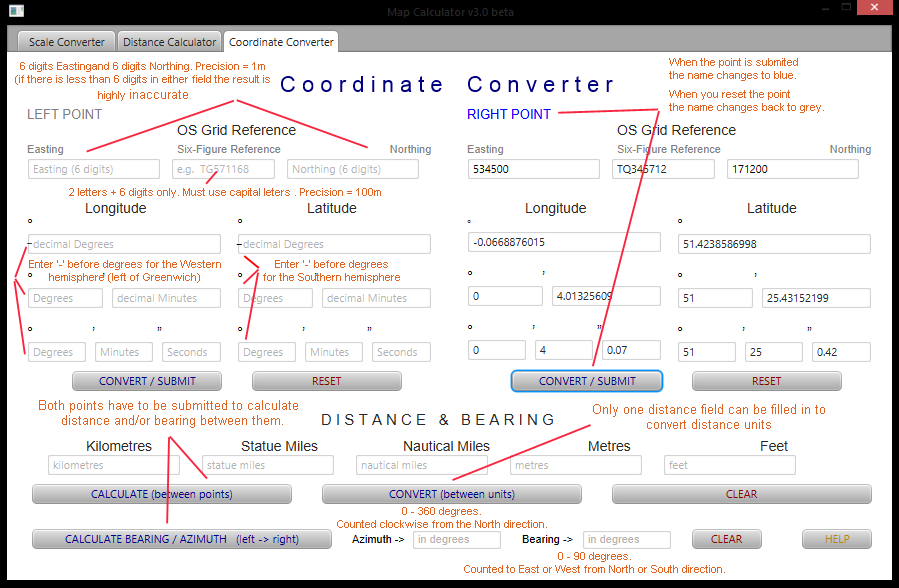 Map Calculator v3.0 beta
Scale Converter Distance Calculator Coordinate Converter
6 digits Eastingand 6 digits Northing. Precision = 1m
(if there is less than 6 digits in either field the result is
highly inaccurate
Coordinate Converter
When the point is submitted
the name changes to blue.
When you reset the point
the name changes back to grey.
LEFT POINT
OS Grid Reference
Easting Six-Figure Reference Northing
Easting (6 digits) e.g. TG571168 Northing (6 digits)
2 letters + 6 digits only. Must use capital leters . Precision = 100m
Longitude Latitude
° °
decimal Degrees decimal Degrees
Enter '-' before degrees for the Western
hemisphere (left of Greenwich)
Enter '-' before degrees
for the Southern hemisphere
° ' ° '
Degrees decimal Minutes Degrees decimal Minutes
° ' " ° ' "
Degrees Minutes Seconds Degrees Minutes Seconds
CONVERT / SUBMIT RESET
RIGHT POINT
OS Grid Reference
Easting Six-Figure Reference Northing
534500 TQ345712 171200
Longitude Latitude
° °
-0.0668876015 51.4238586998
° ' ° '
0 4.01325609 51 25.43152199
° ' " ° ' "
0 4 0.07 51 25 0.42
CONVERT / SUBMIT RESET
Both points have to be submitted to calculate
distance and/or bearing between them.
DISTANCE & BEARING
Only one distance field can be filled in to
convert distance units
Kilometres Statue Miles Nautical Miles Metres Feet
kilometres statue miles nautical miles metres feet
CALCULATE (between points) CONVERT (between units) CLEAR
0 - 360 degrees.
Counted clockwise from the North direction.
CALCULATE BEARING / AZIMUTH (left -> right) Azimuth -> in degrees Bearing -> in degrees CLEAR HELP
0 - 90 degrees.
Counted to East or West from North or South direction.